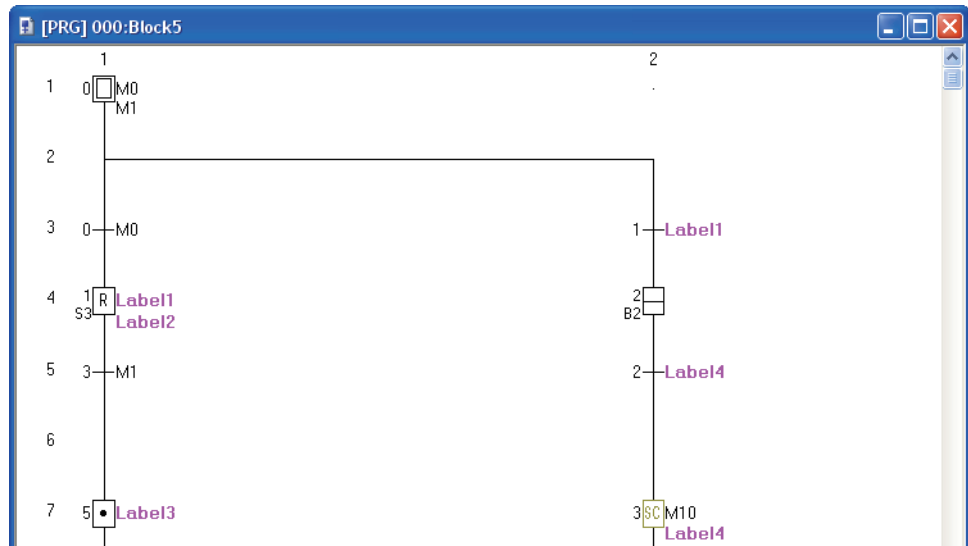 [PRG] 000:Block5
1 2
1 0 M0
M1
2
3 0 M0 1 Label1
4 1 R Label1 2
S3 Label2 B2
5 3 M1 2 Label4
6
7 5 Label3 3 SC M10
Label4